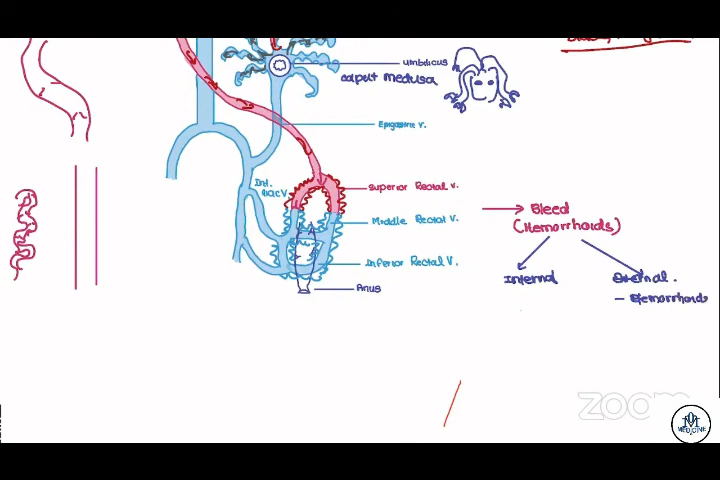 umbilicus
caput medusa
Epigastric v.
Int.
iliac v
Superior Rectal v.
Middle Rectal v.
Inferior Rectal v.
Anus
Bleed
(Hemorrhoids)
Internal
External.
- Hemorrhoids
zoom
MEDICINE